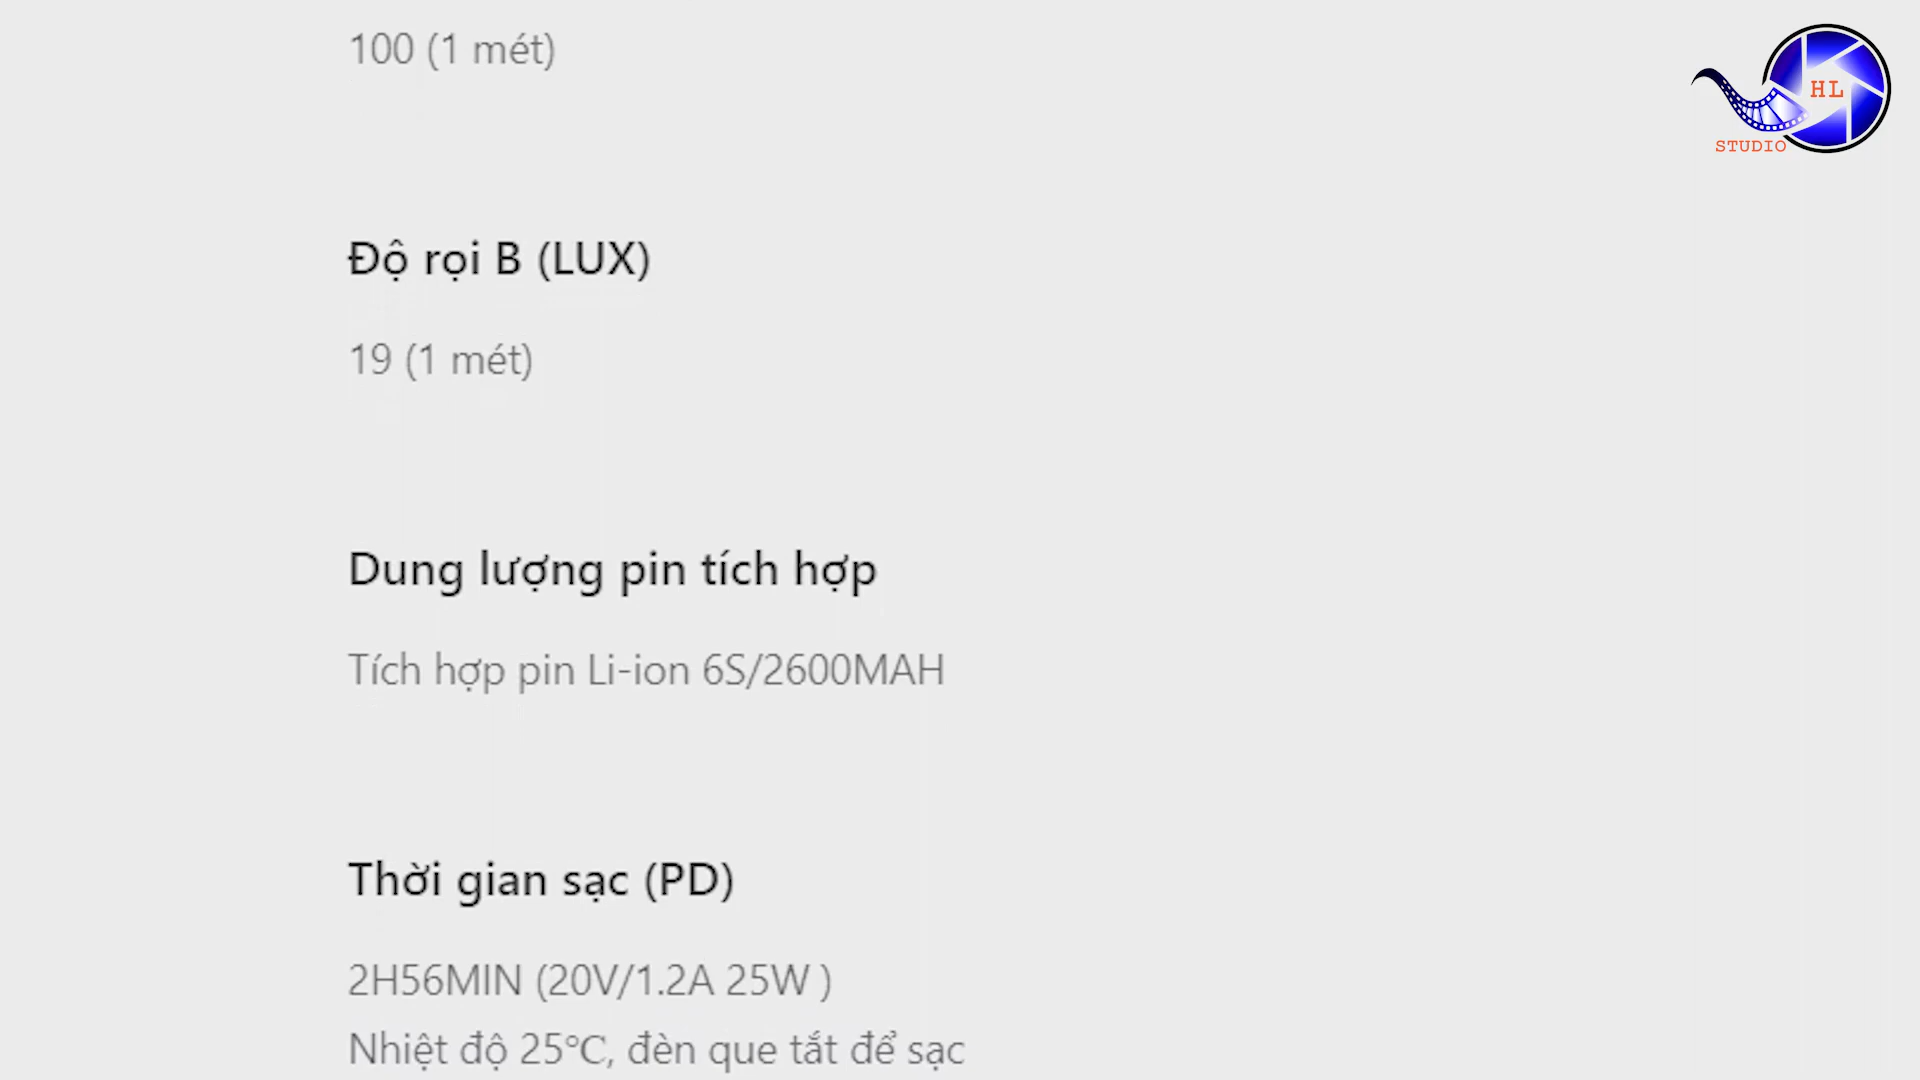 100 (1 mét)
HL
STUDIO
Độ rọi B (LUX)
19 (1 mét)
Dung lượng pin tích hợp
Tích hợp pin Li-ion 6S/2600MAH
Thời gian sạc (PD)
2H56MIN (20V/1.2A 25W )
Nhiệt độ 25°C, đèn que tắt để sạc